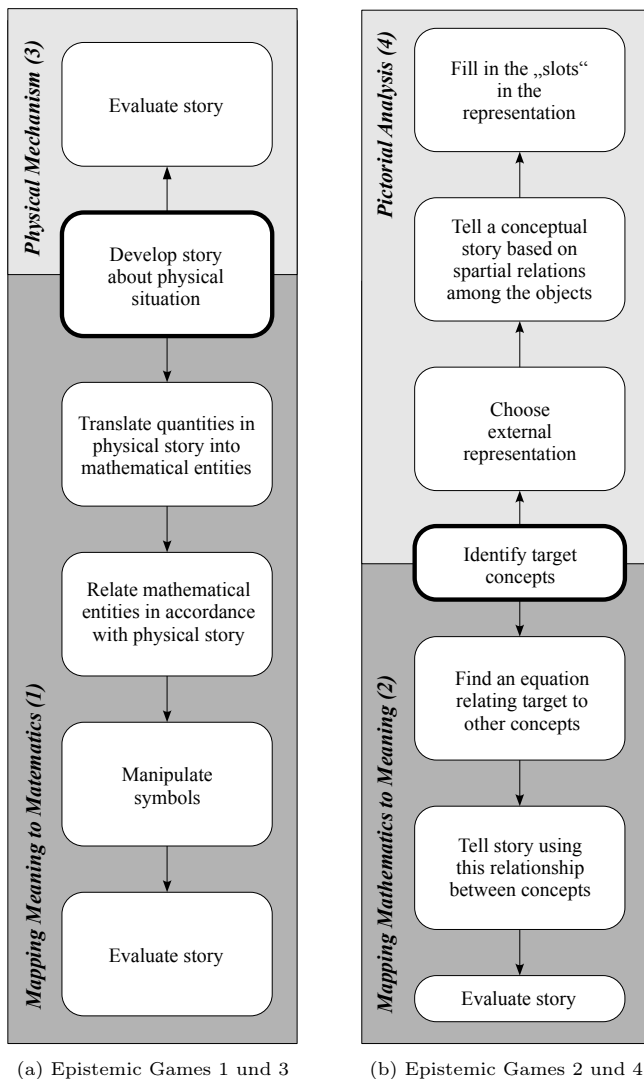 Physical Mechanism (3)
Evaluate story
Develop story
about physical
situation
Mapping Meaning to Matematics (1)
Translate quantities in
physical story into
mathematical entities
Relate mathematical
entities in accordance
with physical story
Manipulate
symbols
Evaluate story
(a) Epistemic Games 1 und 3
Pictorial Analysis (4)
Fill in the „slots“
in the
representation
Tell a conceptual
story based on
spartial relations
among the objects
Choose
external
representation
Identify target
concepts
Mapping Mathematics to Meaning (2)
Find an equation
relating target to
other concepts
Tell story using
this relationship
between concepts
Evaluate story
(b) Epistemic Games 2 und 4